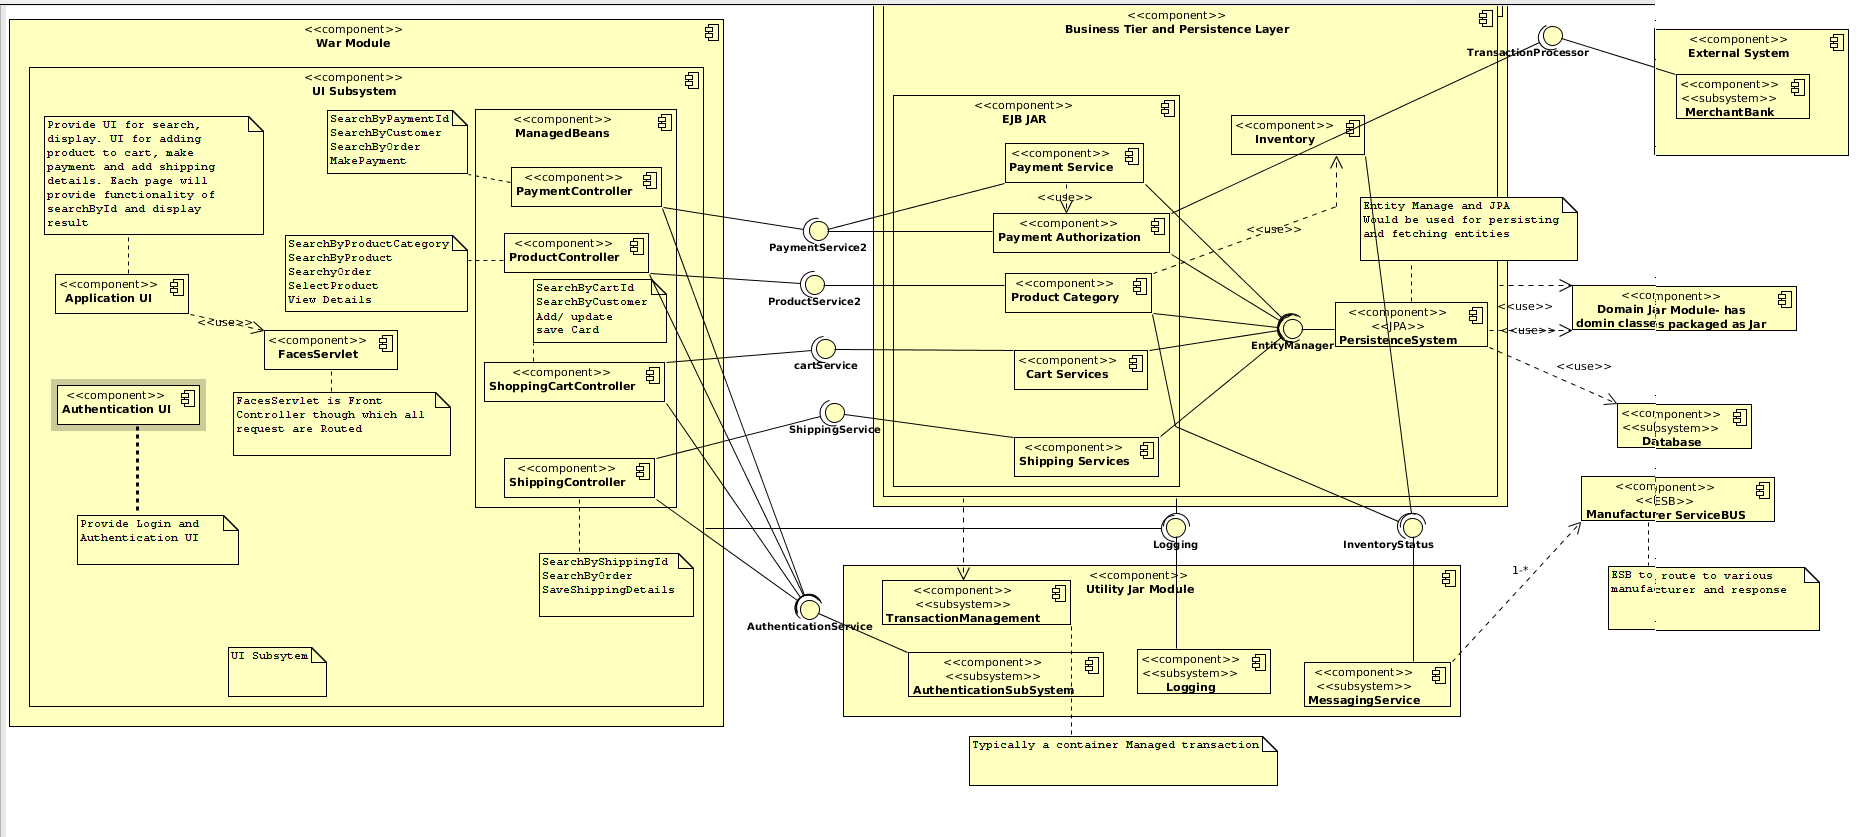 <<component>>
War Module
<<component>>
UI Subsystem
Provide UI for search,
display. UI for adding
product to cart, make
payment and add shipping
details. Each page will
provide functionality of
searchById and display
result
SearchByPaymentId
SearchByCustomer
SearchByOrder
MakePayment
<<component>>
ManagedBeans
<<component>>
PaymentController
SearchByProductCategory
SearchByProduct
SearchyOrder
SelectProduct
View Details
<<component>>
ProductController
<<component>>
Application UI
<<use>>
<<component>>
FacesServlet
SearchByCartId
SearchByCustomer
Add/ update
save Card
<<component>>
ShoppingCartController
<<component>>
Authentication UI
FacesServlet is Front
Controller though which all
request are Routed
<<component>>
ShippingController
Provide Login and
Authentication UI
SearchByShippingId
SearchByOrder
SaveShippingDetails
UI Subsytem
PaymentService2
ProductService2
cartService
ShippingService
AuthenticationService
<<component>>
Business Tier and Persistence Layer
<<component>>
EJB JAR
<<component>>
Payment Service
<<use>>
Payment Authorization
<<component>>
Product Category
<<component>>
Cart Services
<<component>>
Shipping Services
<<component>>
Inventory
<<use>>
Entity Manage and JPA
Would be used for persisting
and fetching entities
EntityManager
<<component>>
<<JPA>>
PersistenceSystem
TransactionProcessor
<<component>>
External System
<<component>>
<<subsystem>>
MerchantBank
<<use>>
<<use>>
<<component>>
Domain Jar Module- has
domin classes packaged as Jar
<<use>>
<<component>>
<<subsystem>>
Database
<<component>>
<<ESB>>
Manufacturer ServiceBUS
1-*
ESB to route to various
manufacturer and response
Logging
InventoryStatus
<<component>>
Utility Jar Module
<<component>>
<<subsystem>>
TransactionManagement
<<component>>
<<subsystem>>
AuthenticationSubSystem
<<component>>
<<subsystem>>
Logging
<<component>>
<<subsystem>>
MessagingService
Typically a container Managed transaction